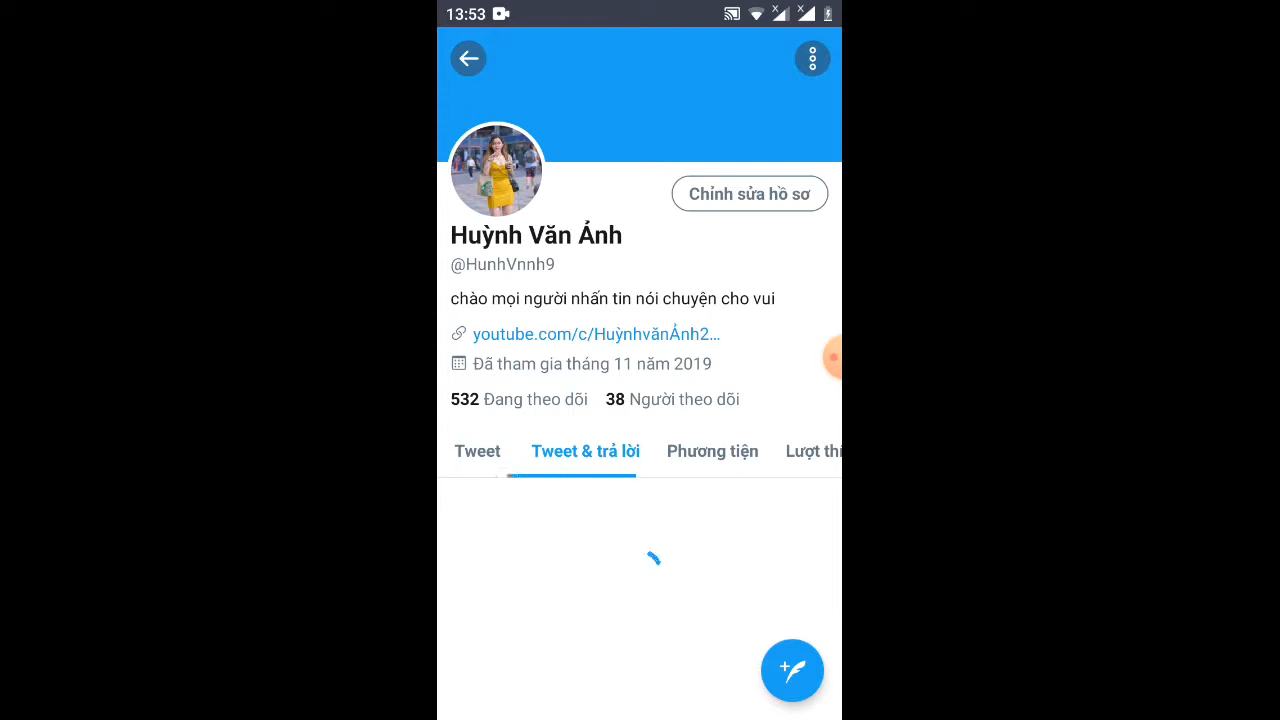 13:53
Chỉnh sửa hồ sơ
Huỳnh Văn Ảnh
@HunhVnnh9
chào mọi người nhấn tin nói chuyện cho vui
youtube.com/c/HuỳnhvănẢnh2...
Đã tham gia tháng 11 năm 2019
532 Đang theo dõi 38 Người theo dõi
Tweet Tweet & trả lời Phương tiện Lượt thí